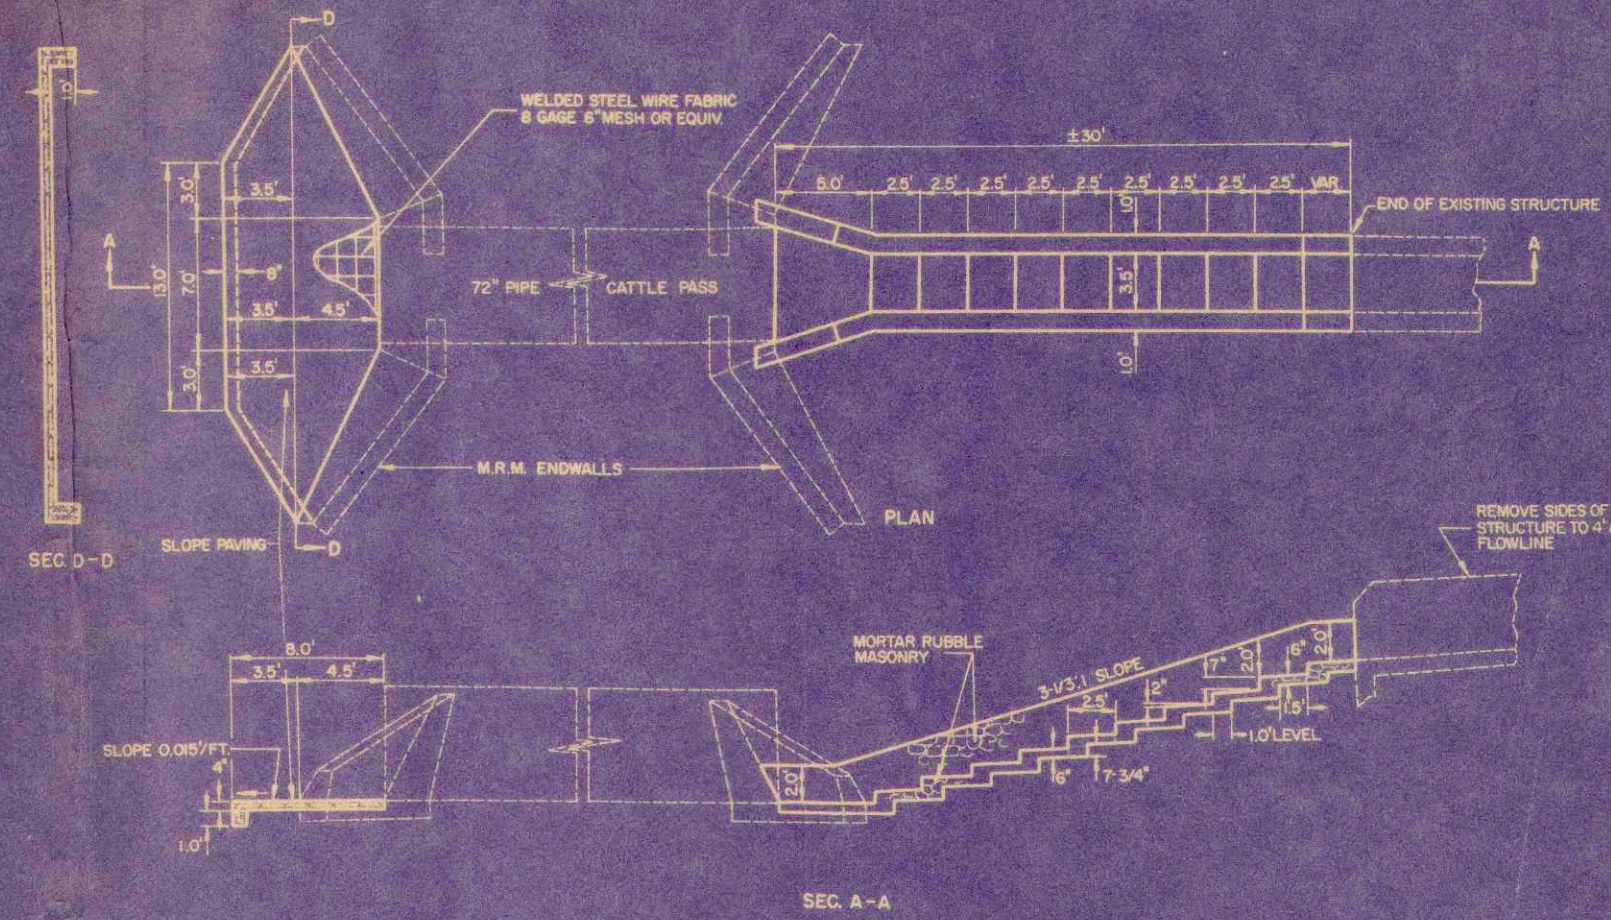 D
1.0'
WELDED STEEL WIRE FABRIC
8 GAGE 6" MESH OR EQUIV.
±30'
5.0' 2.5' 2.5' 2.5' 2.5' 2.5' 2.5' 2.5' 2.5' 2.5' VAR.
END OF EXISTING STRUCTURE
3.0'
3.5'
1.0'
A
A
13.0'
7.0'
8"
3.5' 4.5'
72" PIPE
CATTLE PASS
3.5'
3.0'
3.5'
1.0'
M.R.M. ENDWALLS
PLAN
SLOPE PAVING
D
SEC. D-D
REMOVE SIDES OF
STRUCTURE TO 4'
FLOWLINE
8.0'
3.5' 4.5'
MORTAR RUBBLE
MASONRY
3-1/3:1 SLOPE
7"
2.0'
6"
2.0'
2"
2.5'
1.5'
1.0' LEVEL
SLOPE 0.015'/FT.
4"
2.0'
6"
7-3/4"
1.0'
SEC. A-A